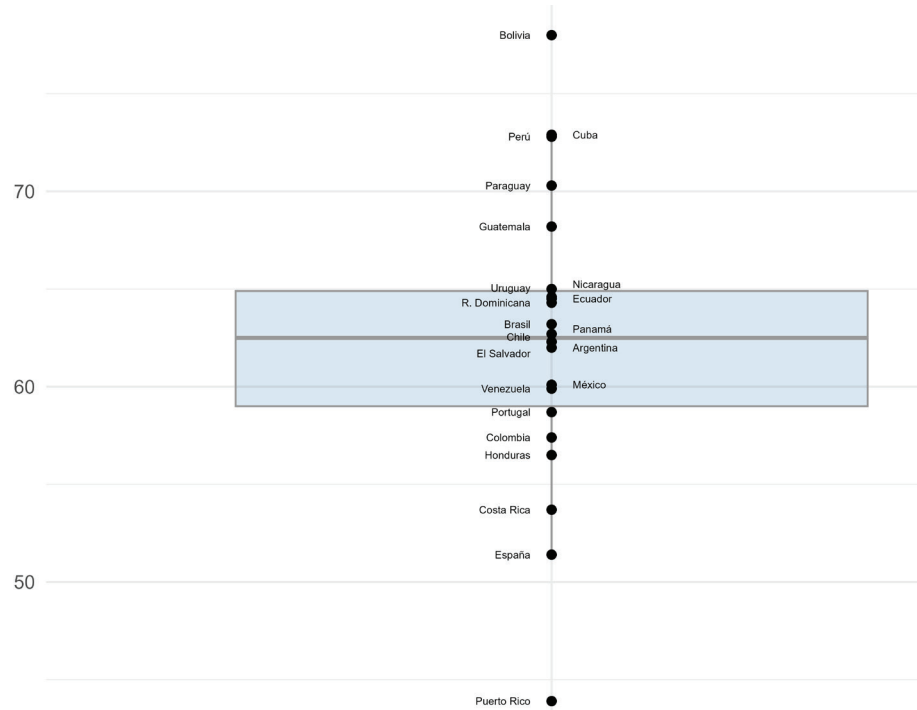 Bolivia
Perú
Cuba
70
Paraguay
Guatemala
Nicaragua
Uruguay
Ecuador
R. Dominicana
Brasil
Panamá
Chile
Argentina
El Salvador
60
México
Venezuela
Portugal
Colombia
Honduras
Costa Rica
España
50
Puerto Rico